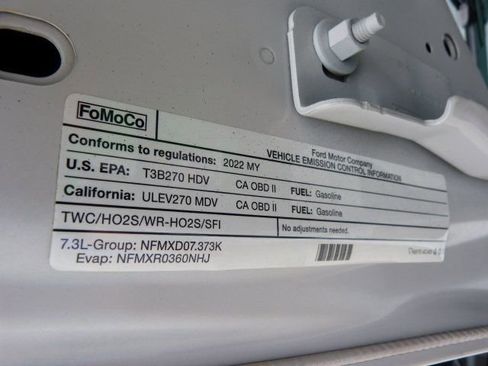 FoMoCo
Ford Motor Company
VEHICLE EMISSION CONTROL INFORMATION
Conforms to regulations: 2022 MY
U.S. EPA: T3B270 HDV CA OBD II FUEL: Gasoline
California: ULEV270 MDV CA OBD II FUEL: Gasoline
TWC/HO2S/WR-HO2S/SFI No adjustments needed.
7.3L-Group: NFMXD07.373K
Evap: NFMXR0360NHJ